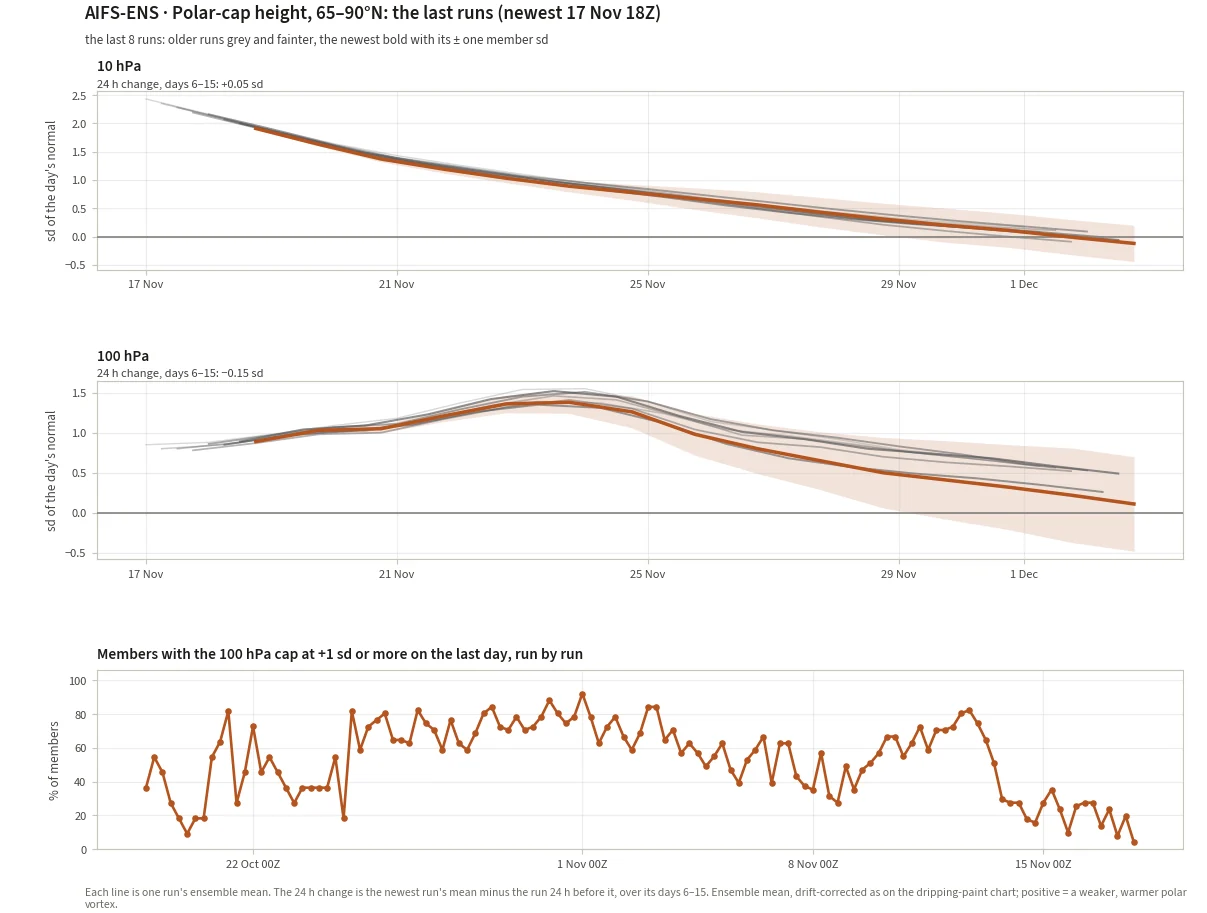 AIFS-ENS · Polar-cap height, 65–90°N: the last runs (newest 17 Nov 18Z)
the last 8 runs: older runs grey and fainter, the newest bold with its ± one member sd
10 hPa
24 h change, days 6–15: +0.05 sd
2.5
2.0
1.5
1.0
0.5
0.0
−0.5
sd of the day's normal
17 Nov
21 Nov
25 Nov
29 Nov
1 Dec
100 hPa
24 h change, days 6–15: −0.15 sd
1.5
1.0
0.5
0.0
−0.5
sd of the day's normal
17 Nov
21 Nov
25 Nov
29 Nov
1 Dec
Members with the 100 hPa cap at +1 sd or more on the last day, run by run
100
80
60
40
20
0
% of members
22 Oct 00Z
1 Nov 00Z
8 Nov 00Z
15 Nov 00Z
Each line is one run's ensemble mean. The 24 h change is the newest run's mean minus the run 24 h before it, over its days 6–15. Ensemble mean, drift-corrected as on the dripping-paint chart; positive = a weaker, warmer polar
vortex.